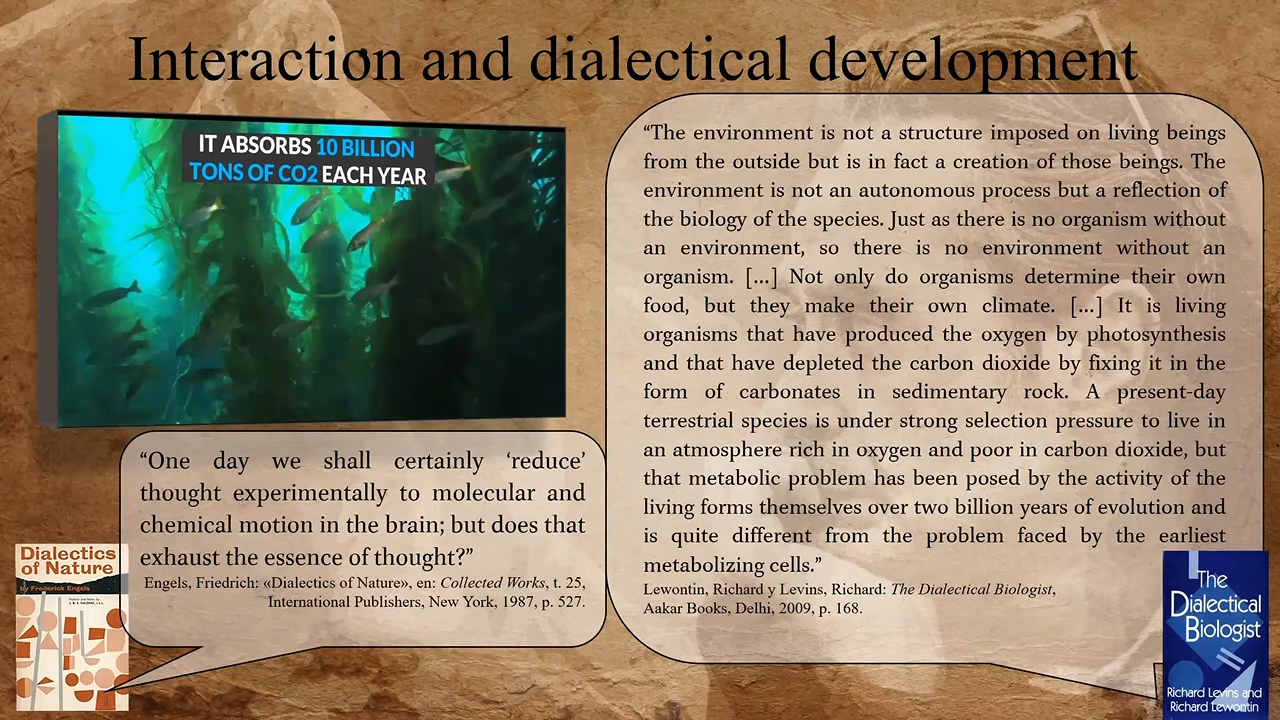 Interaction and dialectical development
IT ABSORBS 10 BILLION
TONS OF CO2 EACH YEAR
“One day we shall certainly ‘reduce’
thought experimentally to molecular and
chemical motion in the brain; but does that
exhaust the essence of thought?”
Engels, Friedrich: «Dialectics of Nature», en: Collected Works, t. 25,
International Publishers, New York, 1987, p. 527.
Dialectics
of Nature
by Frederick Engels
“The environment is not a structure imposed on living beings
from the outside but is in fact a creation of those beings. The
environment is not an autonomous process but a reflection of
the biology of the species. Just as there is no organism without
an environment, so there is no environment without an
organism. [...] Not only do organisms determine their own
food, but they make their own climate. [...] It is living
organisms that have produced the oxygen by photosynthesis
and that have depleted the carbon dioxide by fixing it in the
form of carbonates in sedimentary rock. A present-day
terrestrial species is under strong selection pressure to live in
an atmosphere rich in oxygen and poor in carbon dioxide, but
that metabolic problem has been posed by the activity of the
living forms themselves over two billion years of evolution and
is quite different from the problem faced by the earliest
metabolizing cells.”
Lewontin, Richard y Levins, Richard: The Dialectical Biologist,
Aakar Books, Delhi, 2009, p. 168.
The
Dialectical
Biologist
Richard Levins and
Richard Lewontin